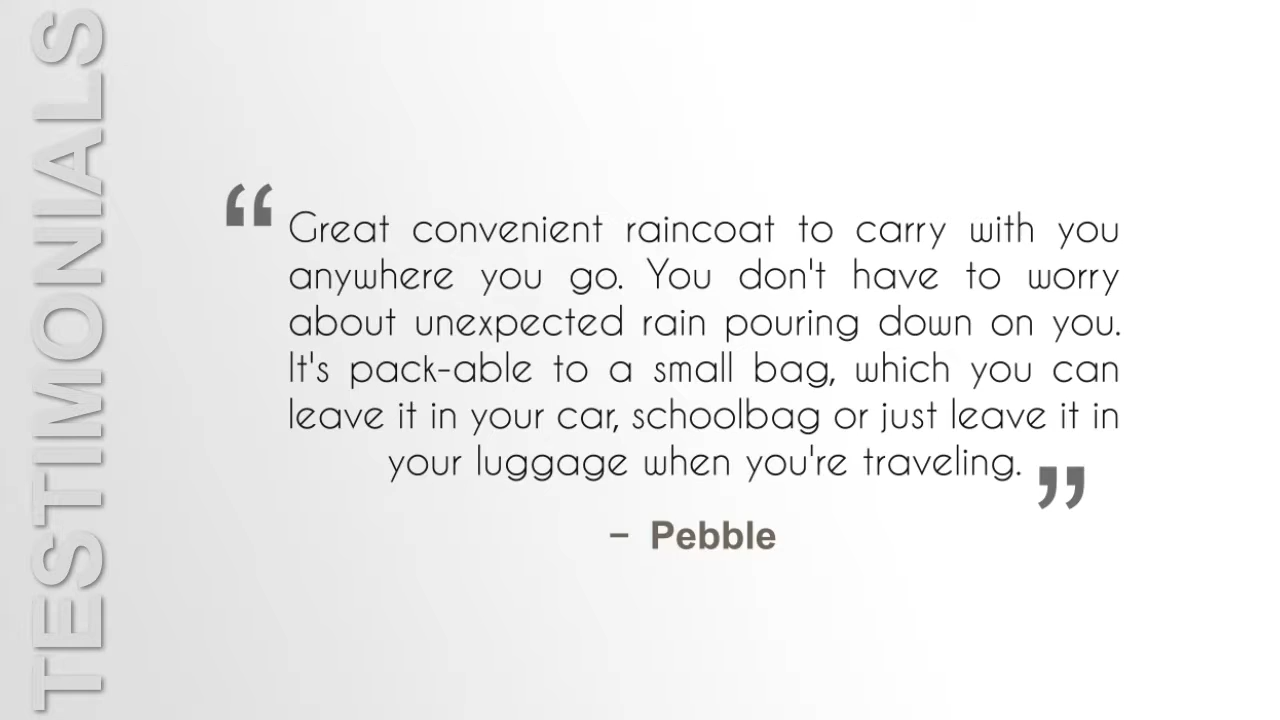 TESTIMONIALS
“ Great convenient raincoat to carry with you
anywhere you go. You don't have to worry
about unexpected rain pouring down on you.
It's pack-able to a small bag, which you can
leave it in your car, schoolbag or just leave it in
your luggage when you're traveling. ”
– Pebble